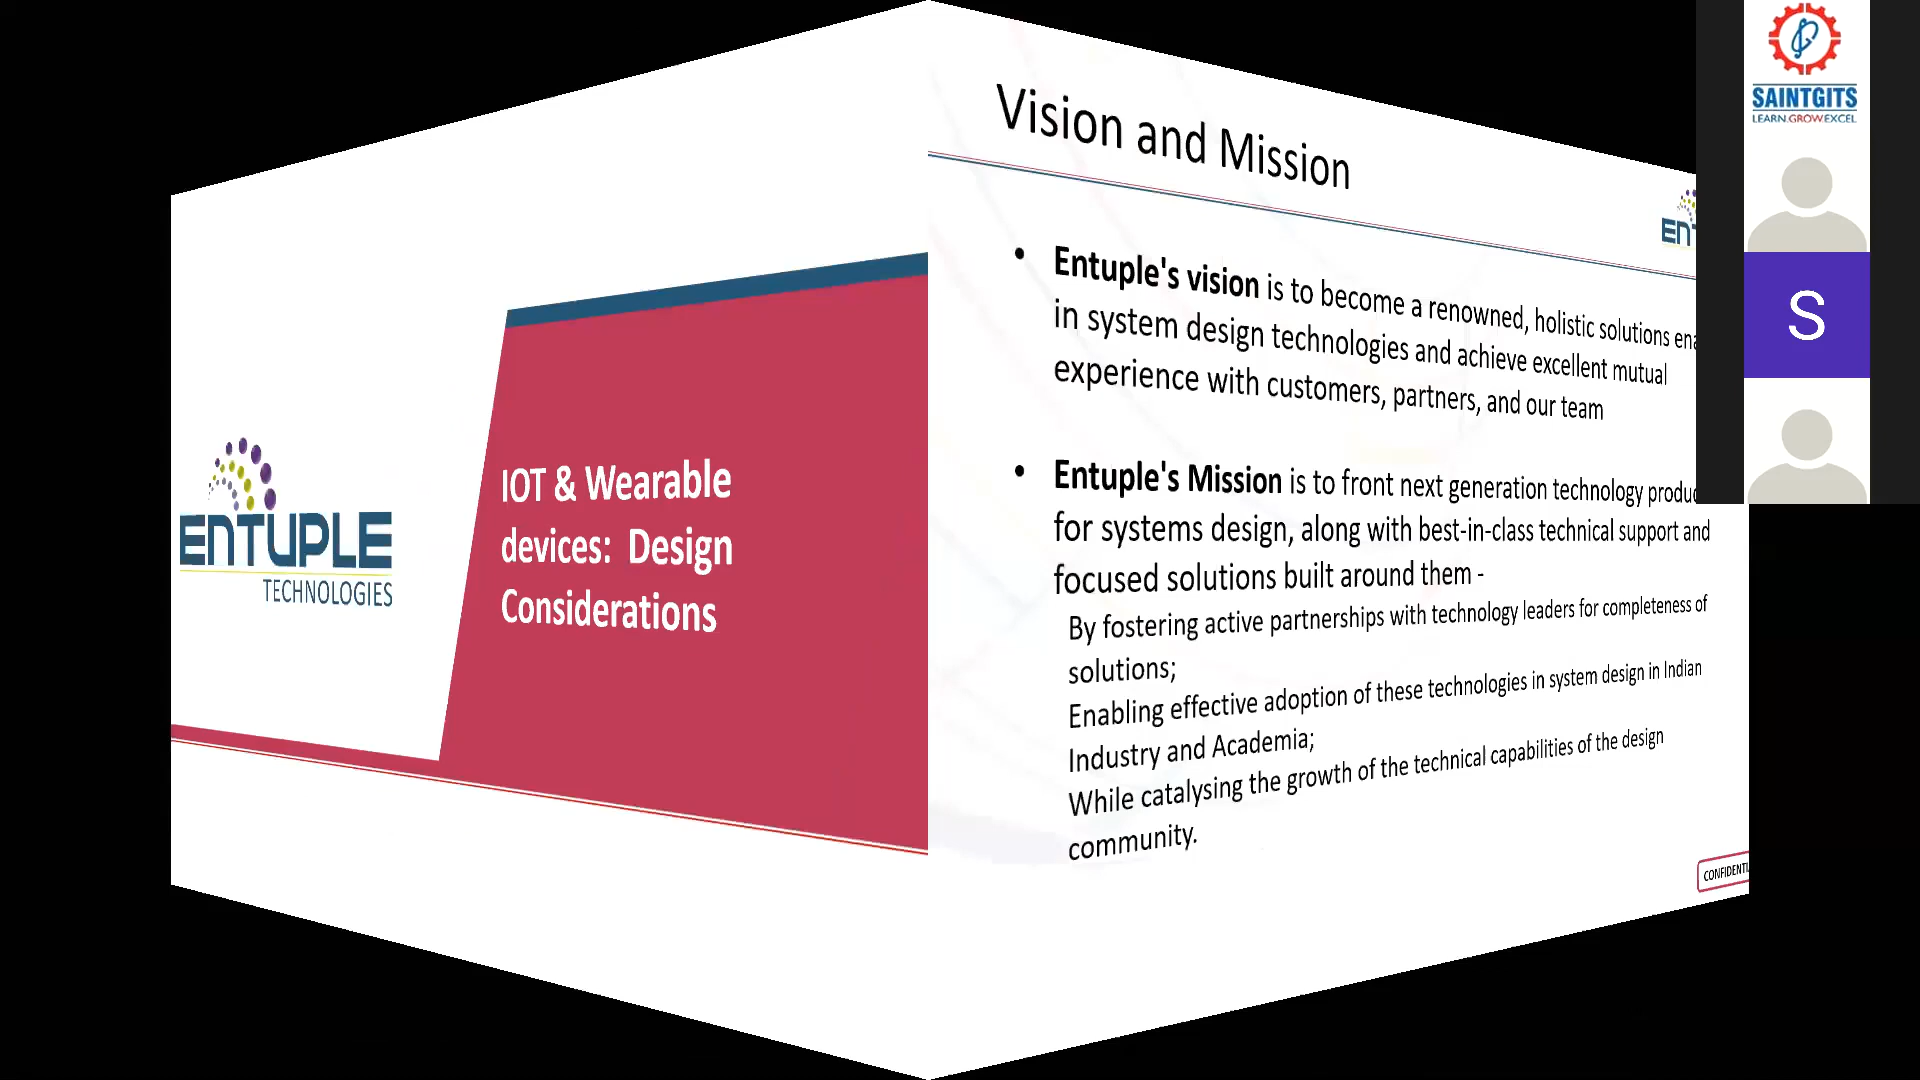 ENTUPLE
TECHNOLOGIES
IOT & Wearable
devices: Design
Considerations
Vision and Mission
• Entuple's vision is to become a renowned, holistic solutions
in system design technologies and achieve excellent mutual
experience with customers, partners, and our team
• Entuple's Mission is to front next generation technology
for systems design, along with best-in-class technical support and
focused solutions built around them -
By fostering active partnerships with technology leaders for completeness of
solutions;
Enabling effective adoption of these technologies in system design in Indian
Industry and Academia;
While catalysing the growth of the technical capabilities of the design
community.
SAINTGITS
LEARN.GROW.EXCEL
S